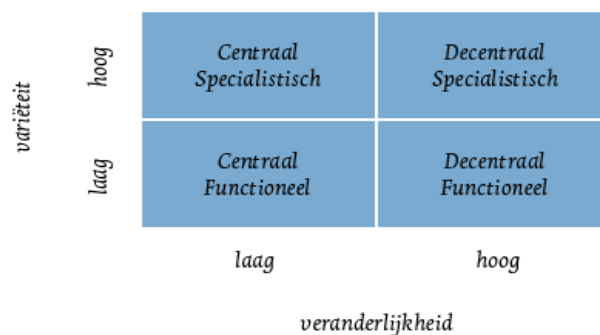 variëteit
hoog
Centraal
Specialistisch
Decentraal
Specialistisch
laag
Centraal
Functioneel
Decentraal
Functioneel
laag
hoog
veranderlijkheid